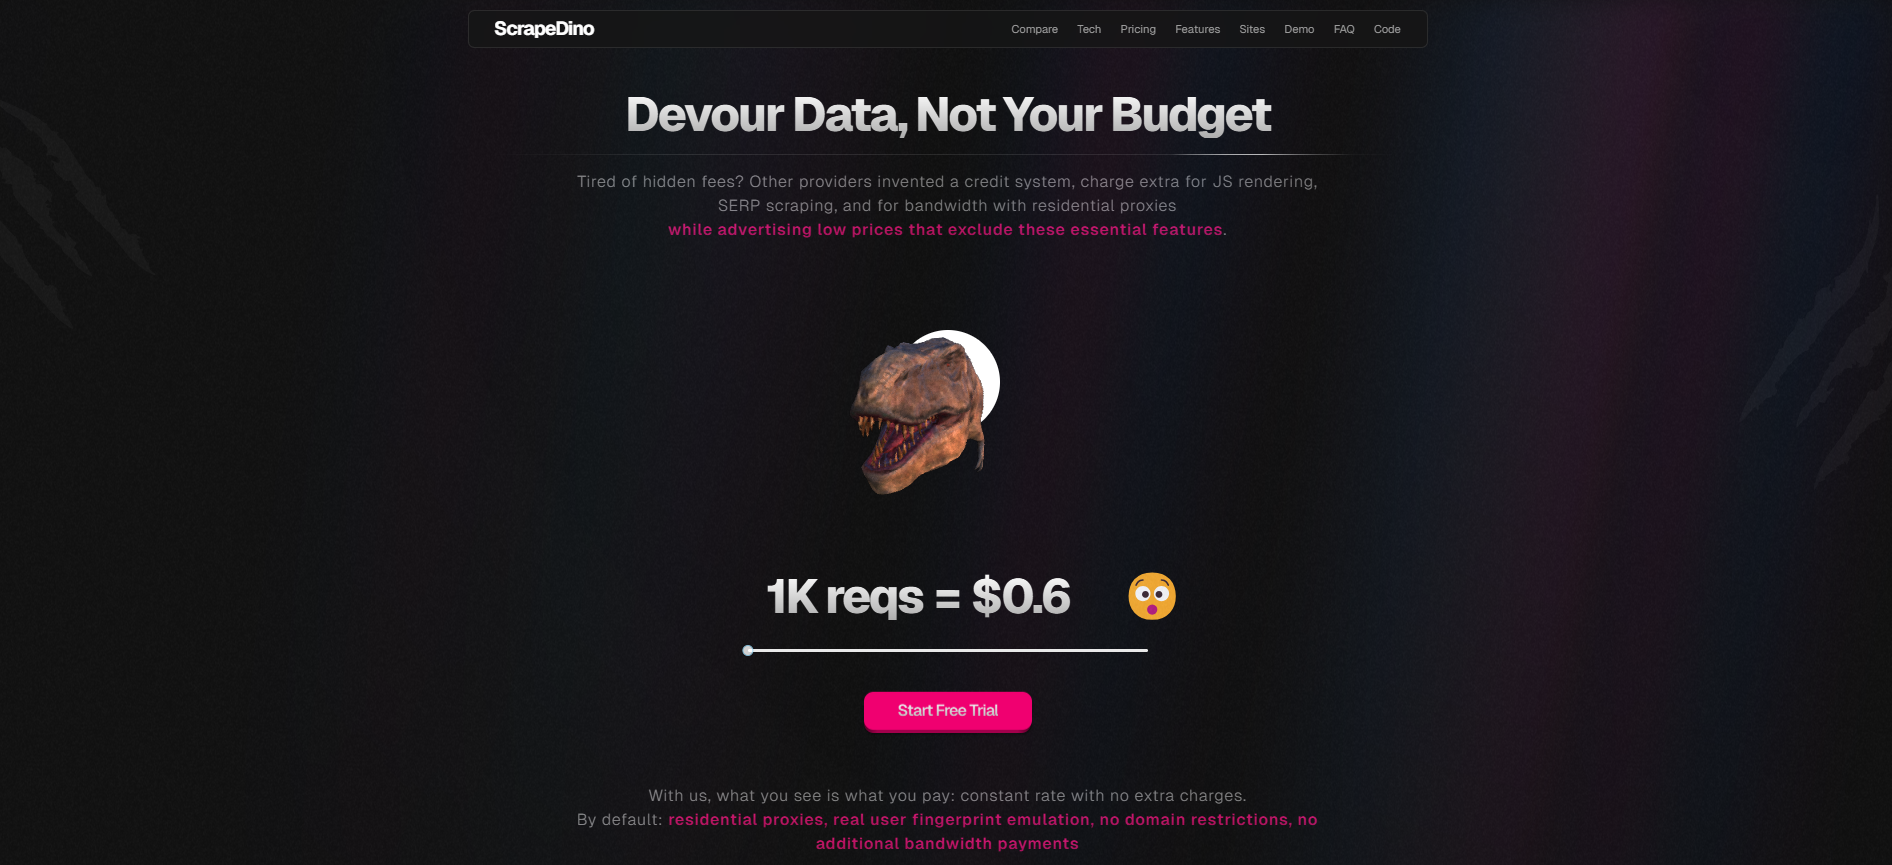 ScrapeDino
Compare Tech Pricing Features Sites Demo FAQ Code
Devour Data, Not Your Budget
Tired of hidden fees? Other providers invented a credit system, charge extra for JS rendering,
SERP scraping, and for bandwidth with residential proxies
while advertising low prices that exclude these essential features.
1K reqs = $0.6
Start Free Trial
With us, what you see is what you pay: constant rate with no extra charges.
By default: residential proxies, real user fingerprint emulation, no domain restrictions, no
additional bandwidth payments